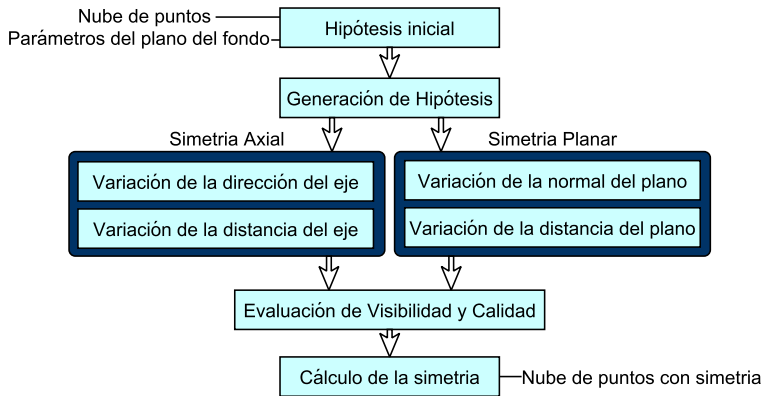 Nube de puntos
Parámetros del plano del fondo
Hipótesis inicial
Generación de Hipótesis
Simetria Axial
Variación de la dirección del eje
Variación de la distancia del eje
Simetria Planar
Variación de la normal del plano
Variación de la distancia del plano
Evaluación de Visibilidad y Calidad
Cálculo de la simetria
Nube de puntos con simetria